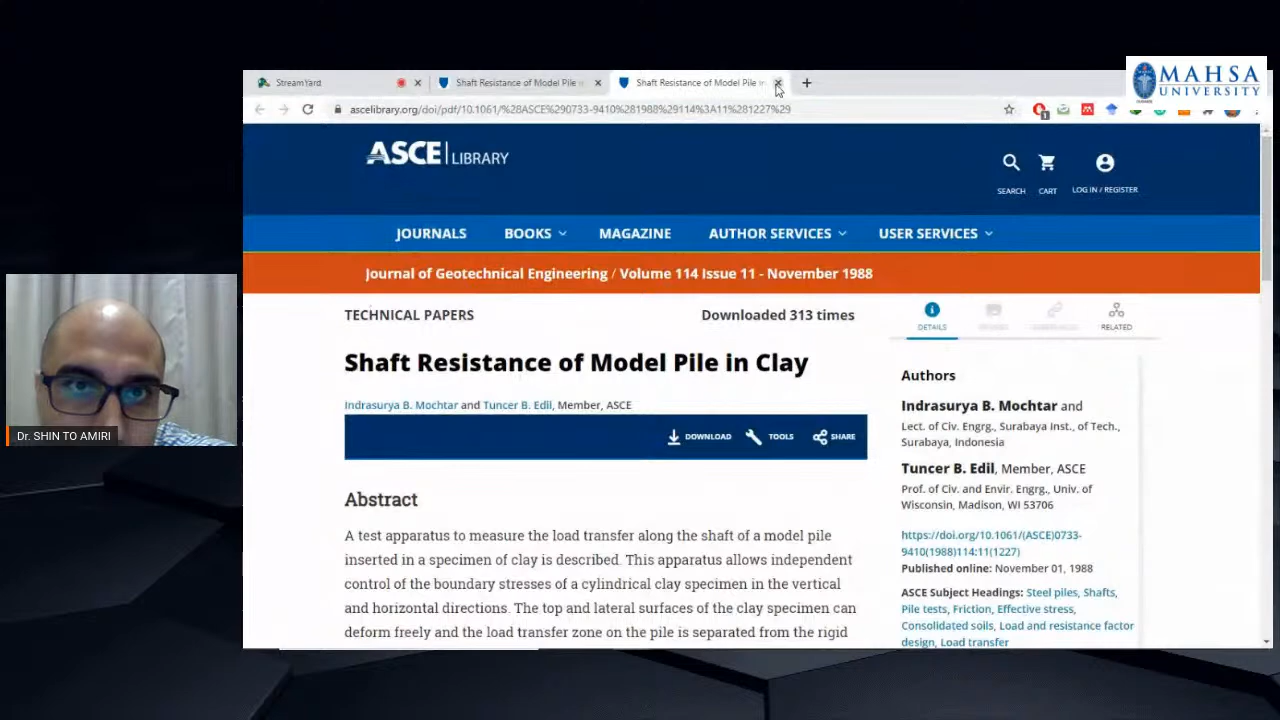 StreamYard
Shaft Resistance of Model Pile in
Shaft Resistance of Model Pile in
MAHSA
UNIVERSITY
ascelibrary.org/doi/pdf/10.1061/%28ASCE%290733-9410%281988%29114%3A11%281227%29
ASCE LIBRARY
SEARCH CART LOG IN / REGISTER
JOURNALS BOOKS MAGAZINE AUTHOR SERVICES USER SERVICES
Journal of Geotechnical Engineering / Volume 114 Issue 11 - November 1988
TECHNICAL PAPERS Downloaded 313 times
Shaft Resistance of Model Pile in Clay
Indrasurya B. Mochtar and Tuncer B. Edil, Member, ASCE
DOWNLOAD TOOLS SHARE
Abstract
A test apparatus to measure the load transfer along the shaft of a model pile
inserted in a specimen of clay is described. This apparatus allows independent
control of the boundary stresses of a cylindrical clay specimen in the vertical
and horizontal directions. The top and lateral surfaces of the clay specimen can
deform freely and the load transfer zone on the pile is separated from the rigid
DETAILS RELATED
Authors
Indrasurya B. Mochtar and
Lect. of Civ. Engrg., Surabaya Inst., of Tech.,
Surabaya, Indonesia
Tuncer B. Edil, Member, ASCE
Prof. of Civ. and Envir. Engrg., Univ. of
Wisconsin, Madison, WI 53706
https://doi.org/10.1061/(ASCE)0733-
9410(1988)114:11(1227)
Published online: November 01, 1988
ASCE Subject Headings: Steel piles, Shafts,
Pile tests, Friction, Effective stress,
Consolidated soils, Load and resistance factor
design, Load transfer
Dr. SHIN TO AMIRI